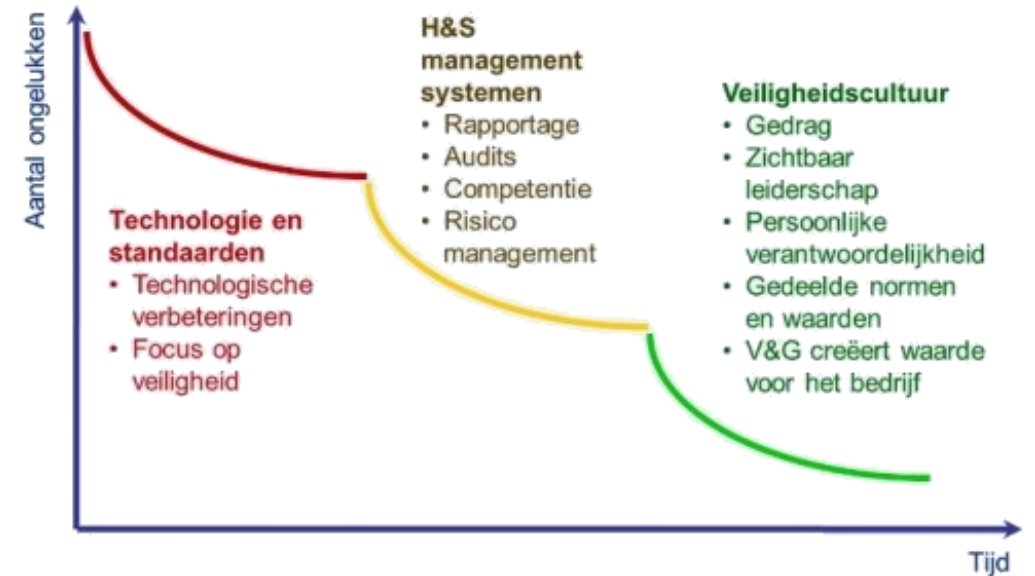 Aantal ongelukken
Technologie en
standaarden
• Technologische
verbeteringen
• Focus op
veiligheid
H&S
management
systemen
• Rapportage
• Audits
• Competentie
• Risico
management
Veiligheidscultuur
• Gedrag
• Zichtbaar
leiderschap
• Persoonlijke
verantwoordelijkheid
• Gedeelde normen
en waarden
• V&G creëert waarde
voor het bedrijf
Tijd